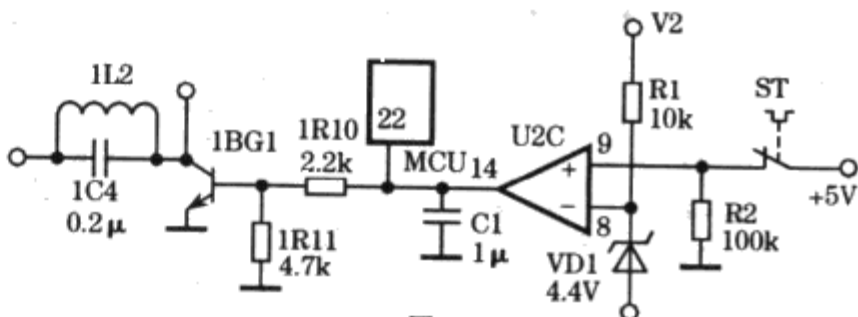 V2
1L2
R1
10k
ST
1BG1
22
1R10
2.2k
MCU
14
U2C
9
+
−
8
+5V
1C4
0.2μ
1R11
4.7k
C1
1μ
VD1
4.4V
R2
100k